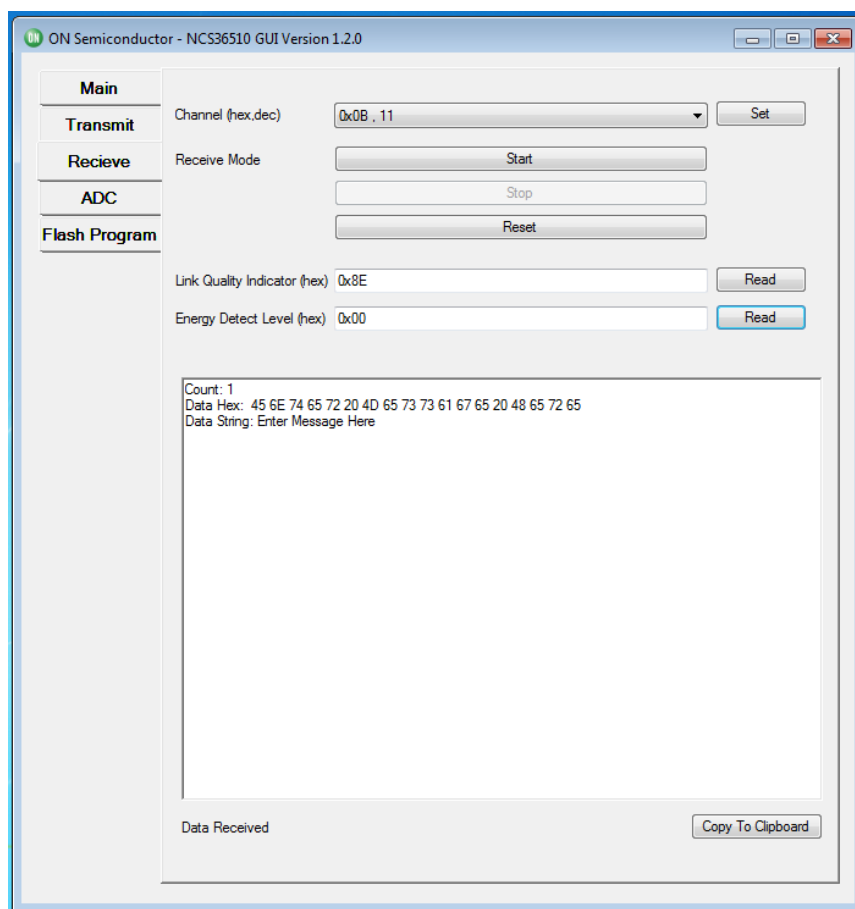 ON Semiconductor - NCS36510 GUI Version 1.2.0
Main
Transmit
Recieve
ADC
Flash Program
Channel (hex,dec) 0x0B , 11 Set
Receive Mode Start
Stop
Reset
Link Quality Indicator (hex) 0x8E Read
Energy Detect Level (hex) 0x00 Read
Count: 1
Data Hex: 45 6E 74 65 72 20 4D 65 73 73 61 67 65 20 48 65 72 65
Data String: Enter Message Here
Data Received Copy To Clipboard